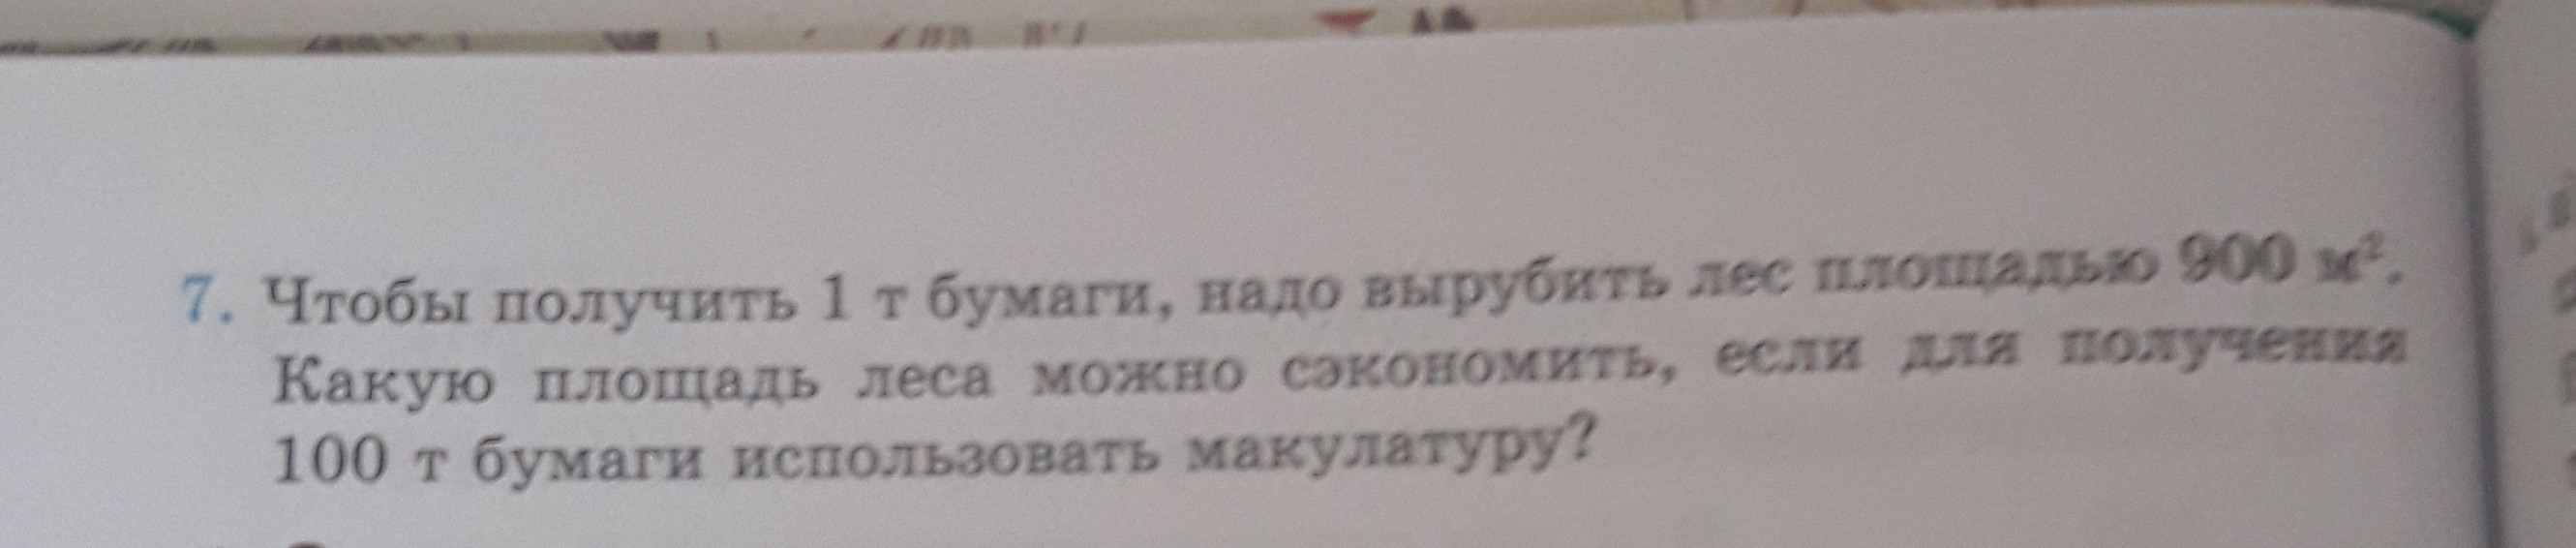 7. Чтобы получить 1 т бумаги, надо вырубить лес площадью 900 м².
Какую площадь леса можно сэкономить, если для получения
100 т бумаги использовать макулатуру?